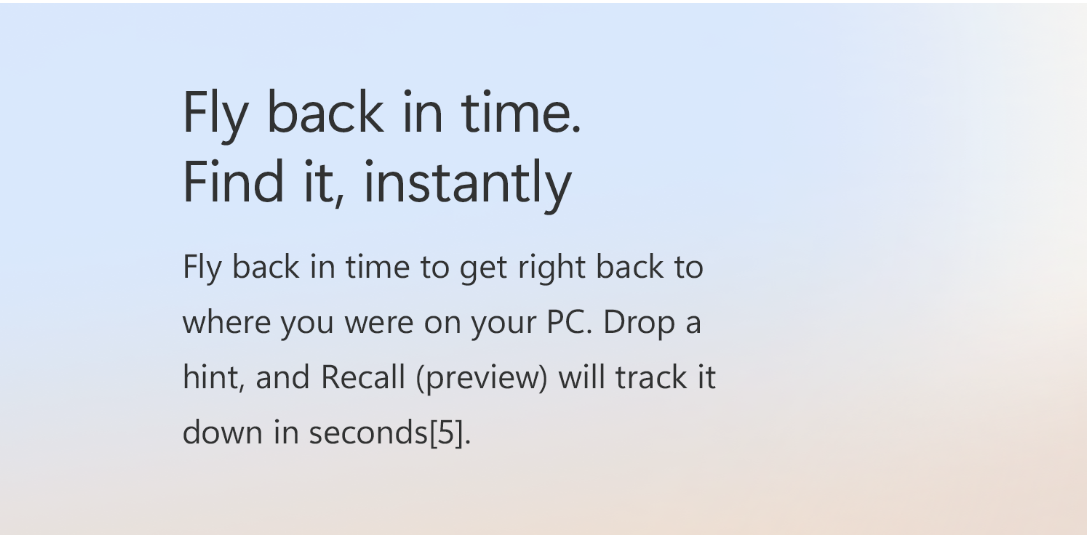 Fly back in time.
Find it, instantly
Fly back in time to get right back to
where you were on your PC. Drop a
hint, and Recall (preview) will track it
down in seconds[5].